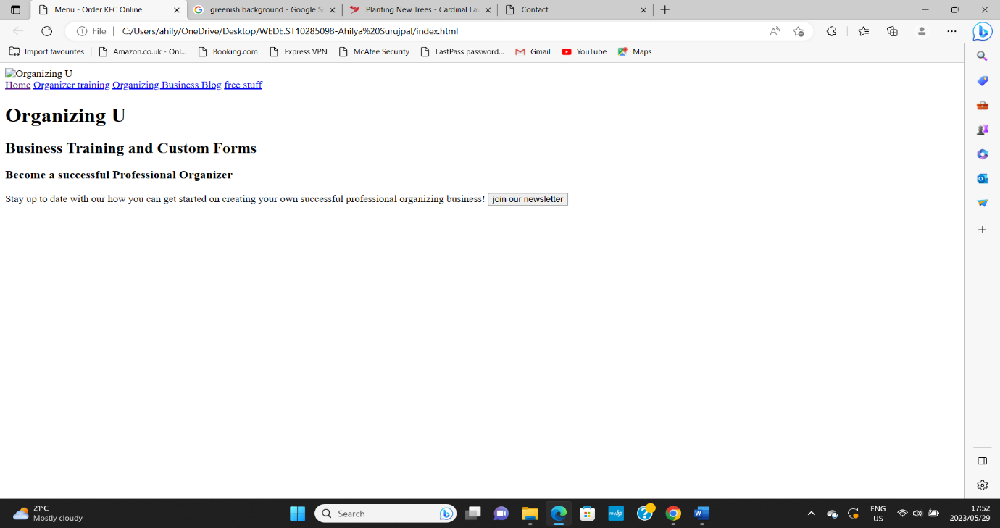 Menu - Order KFC Online
greenish background - Google S
Planting New Trees - Cardinal La
Contact
File
C:/Users/ahily/OneDrive/Desktop/WEDE.ST10285098-Ahilya%20Surujpal/index.html
Import favourites
Amazon.co.uk - Onl...
Booking.com
Express VPN
McAfee Security
LastPass password...
Gmail
YouTube
Maps
Organizing U
Home Organizer training Organizing Business Blog free stuff
Organizing U
Business Training and Custom Forms
Become a successful Professional Organizer
Stay up to date with our how you can get started on creating your own successful professional organizing business! join our newsletter
21°C
Mostly cloudy
Search
myhp
ENG
US
17:52
2023/05/29